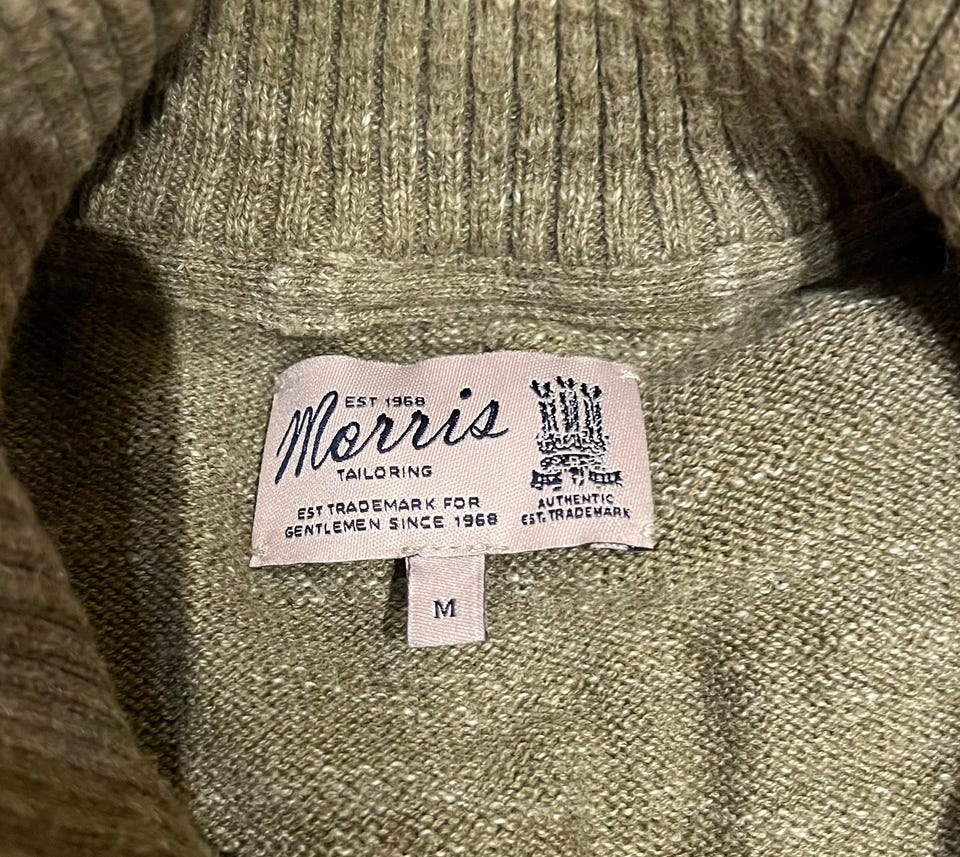 EST 1968
Morris
TAILORING
EST TRADEMARK FOR
GENTLEMEN SINCE 1968
AUTHENTIC
EST. TRADEMARK
M